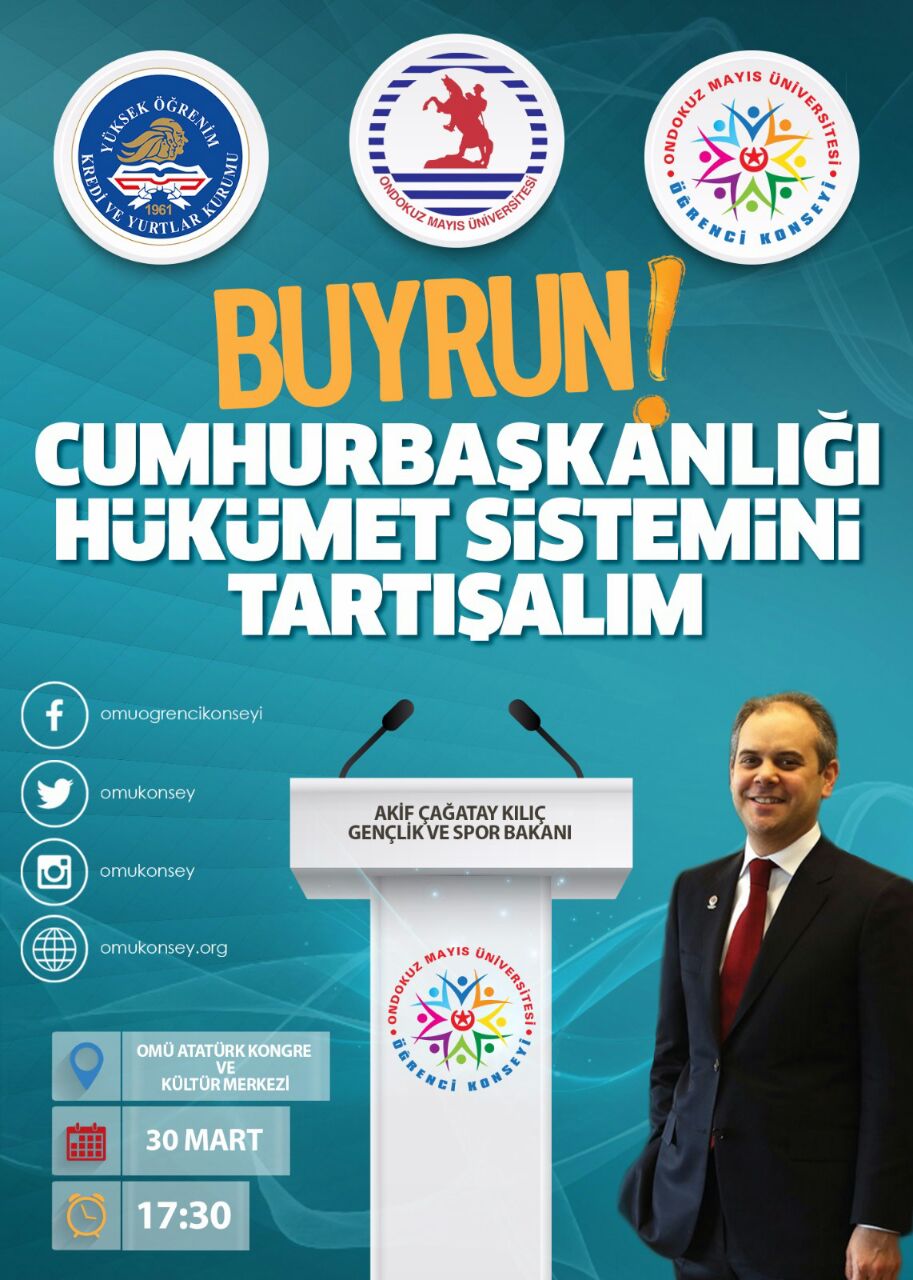 YÜKSEK ÖĞRENİM
KREDİ VE YURTLAR KURUMU
1961
ONDOKUZ MAYIS ÜNİVERSİTESİ
ONDOKUZ MAYIS ÜNİVERSİTESİ
ÖĞRENCİ KONSEYİ
BUYRUN!
CUMHURBAŞKANLIĞI
HÜKÜMET SİSTEMİNİ
TARTIŞALIM
omuogrencikonseyi
omukonsey
omukonsey
omukonsey.org
AKİF ÇAĞATAY KILIÇ
GENÇLİK VE SPOR BAKANI
ONDOKUZ MAYIS ÜNİVERSİTESİ
ÖĞRENCİ KONSEYİ
OMÜ ATATÜRK KONGRE
VE
KÜLTÜR MERKEZİ
30 MART
17:30